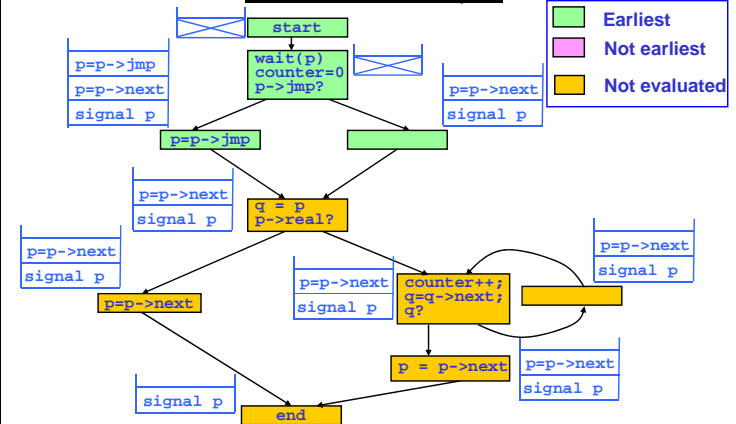 start
Earliest
Not earliest
Not evaluated
wait(p)
counter=0
p->jmp?
p=p->jmp
p=p->next
signal p
p=p->next
signal p
p=p->jmp
p=p->next
signal p
q = p
p->real?
p=p->next
signal p
p=p->next
signal p
p=p->next
signal p
counter++;
q=q->next;
q?
p=p->next
p = p->next
p=p->next
signal p
signal p
end